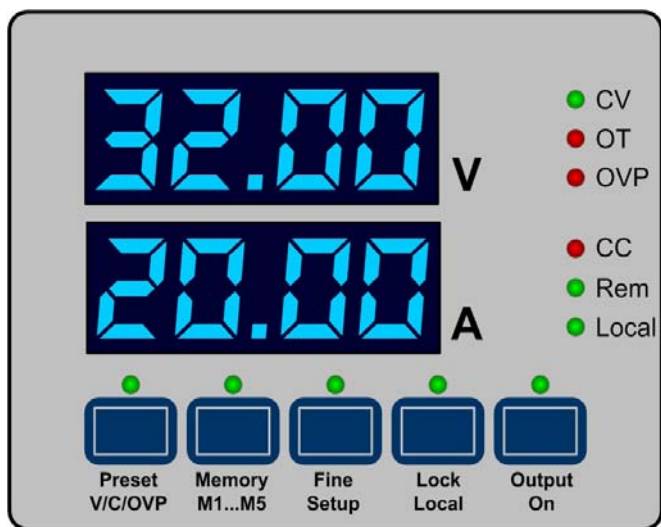 32.00 V
CV
OT
OVP
20.00 A
CC
Rem
Local
Preset V/C/OVP
Memory M1...M5
Fine Setup
Lock Local
Output On